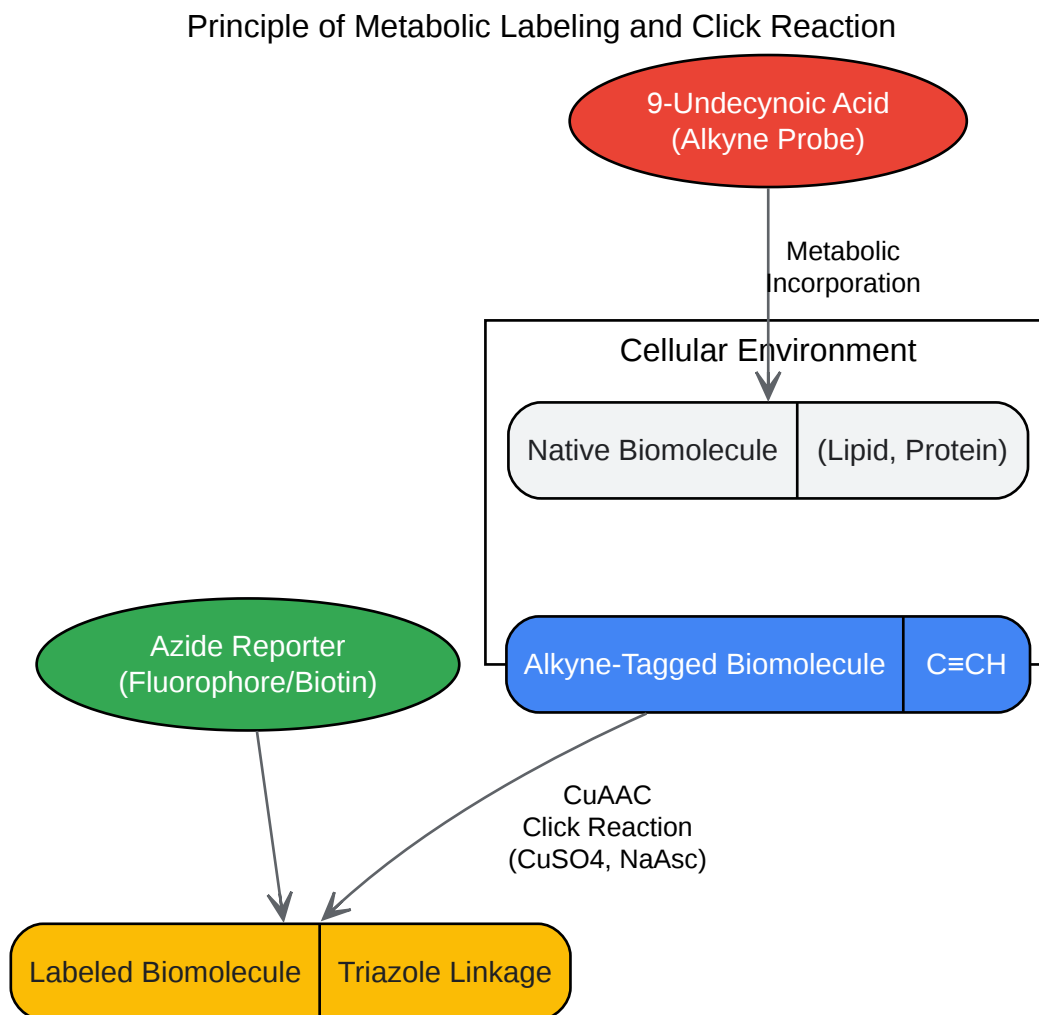 Principle of Metabolic Labeling and Click Reaction
9-Undecynoic Acid
(Alkyne Probe)
Metabolic
Incorporation
Cellular Environment
Native Biomolecule
(Lipid, Protein)
Azide Reporter
(Fluorophore/Biotin)
Alkyne-Tagged Biomolecule
C≡CH
CuAAC
Click Reaction
(CuSO4, NaAsc)
Labeled Biomolecule
Triazole Linkage